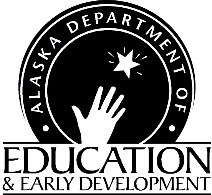 • ALASKA DEPARTMENT OF •
EDUCATION
& EARLY DEVELOPMENT